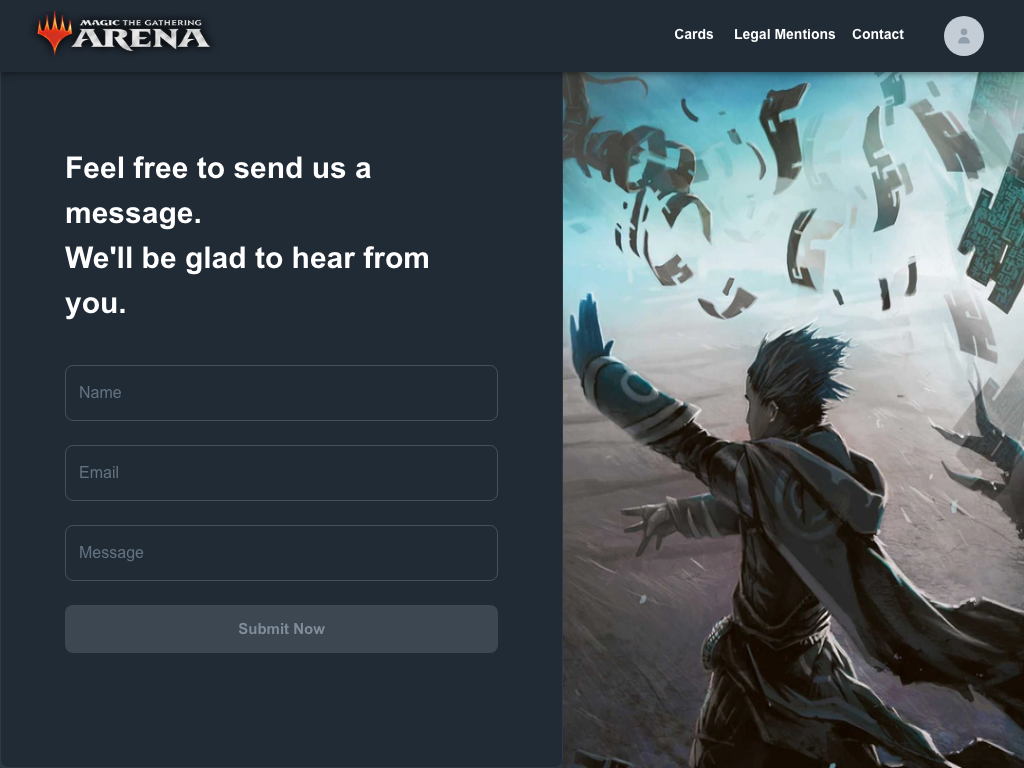 MAGIC THE GATHERING
ARENA
Cards Legal Mentions Contact
Feel free to send us a
message.
We'll be glad to hear from
you.
Name
Email
Message
Submit Now